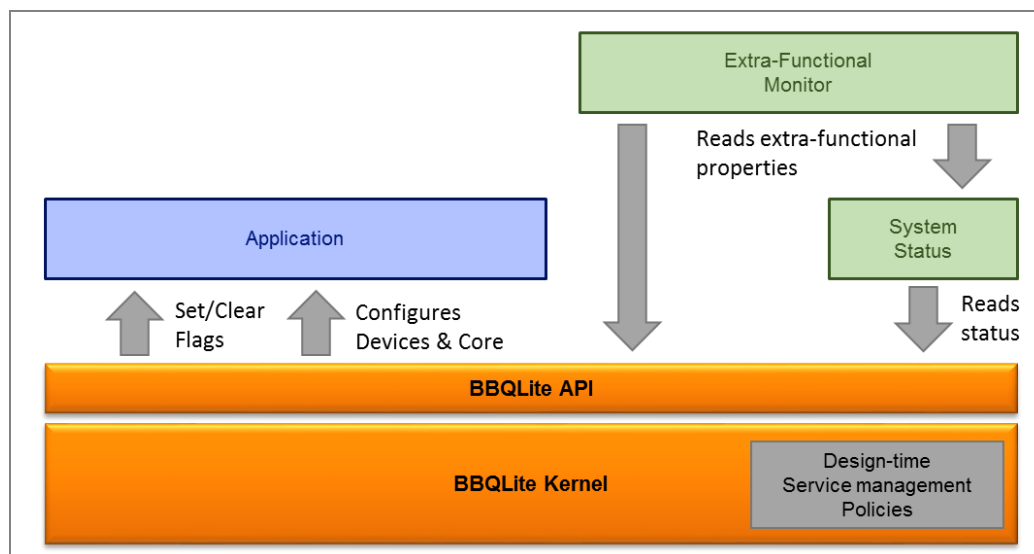 Extra-Functional
Monitor
Reads extra-functional
properties
Application
System
Status
Set/Clear
Flags
Configures
Devices & Core
Reads
status
BBQLite API
BBQLite Kernel
Design-time
Service management
Policies